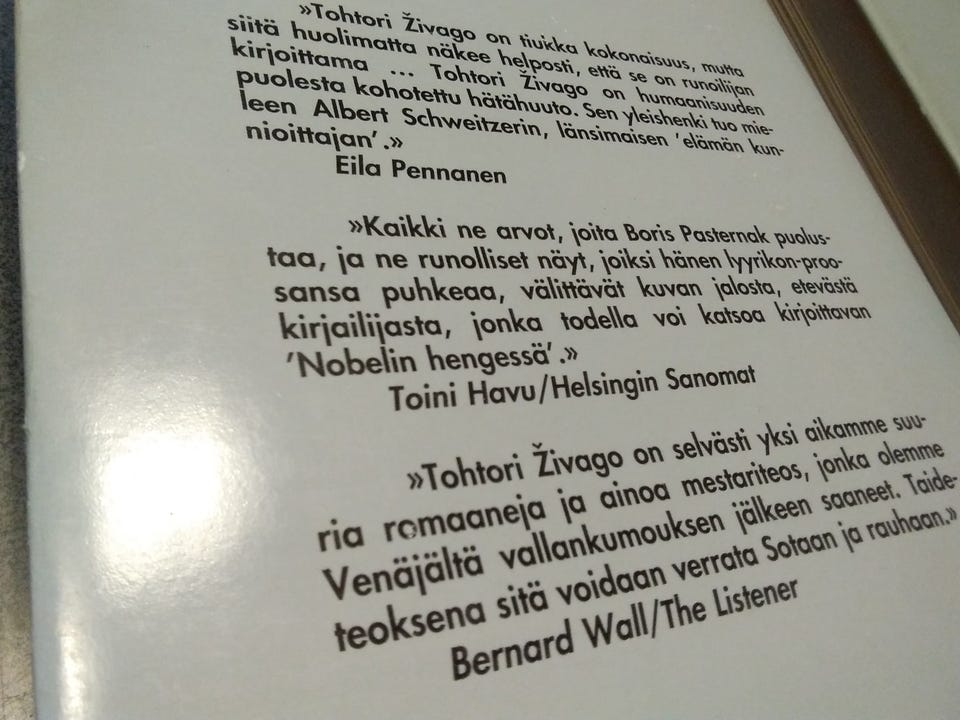 »Tohtori Živago on tiukka kokonaisuus, mutta
siitä huolimatta näkee helposti, että se on runoilijan
kirjoittama ... Tohtori Živago on humaanisuuden
puolesta kohotettu hätähuuto. Sen yleishenki tuo mie-
leen Albert Schweitzerin, länsimaisen 'elämän kun-
nioittajan'.»
Eila Pennanen
»Kaikki ne arvot, joita Boris Pasternak puolus-
taa, ja ne runolliset näyt, joiksi hänen lyyrikon-proo-
sansa puhkeaa, välittävät kuvan jalosta, etevästä
kirjailijasta, jonka todella voi katsoa kirjoittavan
'Nobelin hengessä'.»
Toini Havu/Helsingin Sanomat
»Tohtori Živago on selvästi yksi aikamme suu-
ria romaaneja ja ainoa mestariteos, jonka olemme
Venäjältä vallankumouksen jälkeen saaneet. Taide-
teoksena sitä voidaan verrata Sotaan ja rauhaan.»
Bernard Wall/The Listener